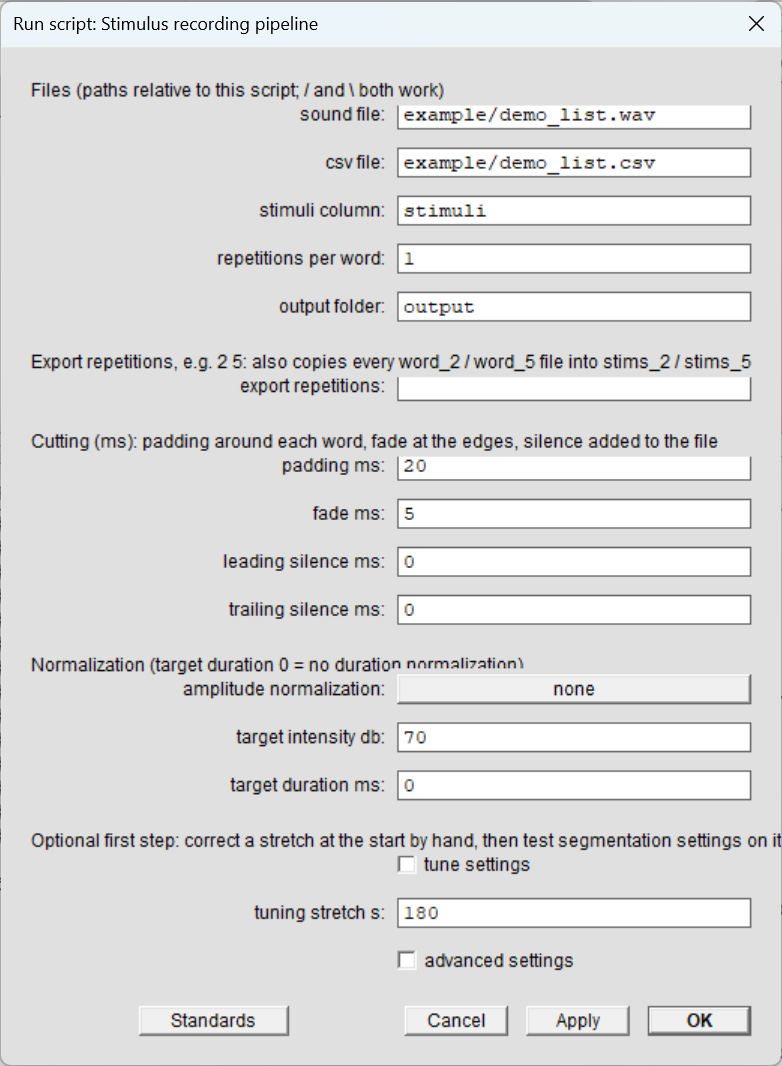 Run script: Stimulus recording pipeline
Files (paths relative to this script; / and \ both work)
sound file: example/demo_list.wav
csv file: example/demo_list.csv
stimuli column: stimuli
repetitions per word: 1
output folder: output
Export repetitions, e.g. 2 5: also copies every word_2 / word_5 file into stims_2 / stims_5
export repetitions:
Cutting (ms): padding around each word, fade at the edges, silence added to the file
padding ms: 20
fade ms: 5
leading silence ms: 0
trailing silence ms: 0
Normalization (target duration 0 = no duration normalization)
amplitude normalization: none
target intensity db: 70
target duration ms: 0
Optional first step: correct a stretch at the start by hand, then test segmentation settings on it
tune settings
tuning stretch s: 180
advanced settings
Standards Cancel Apply OK